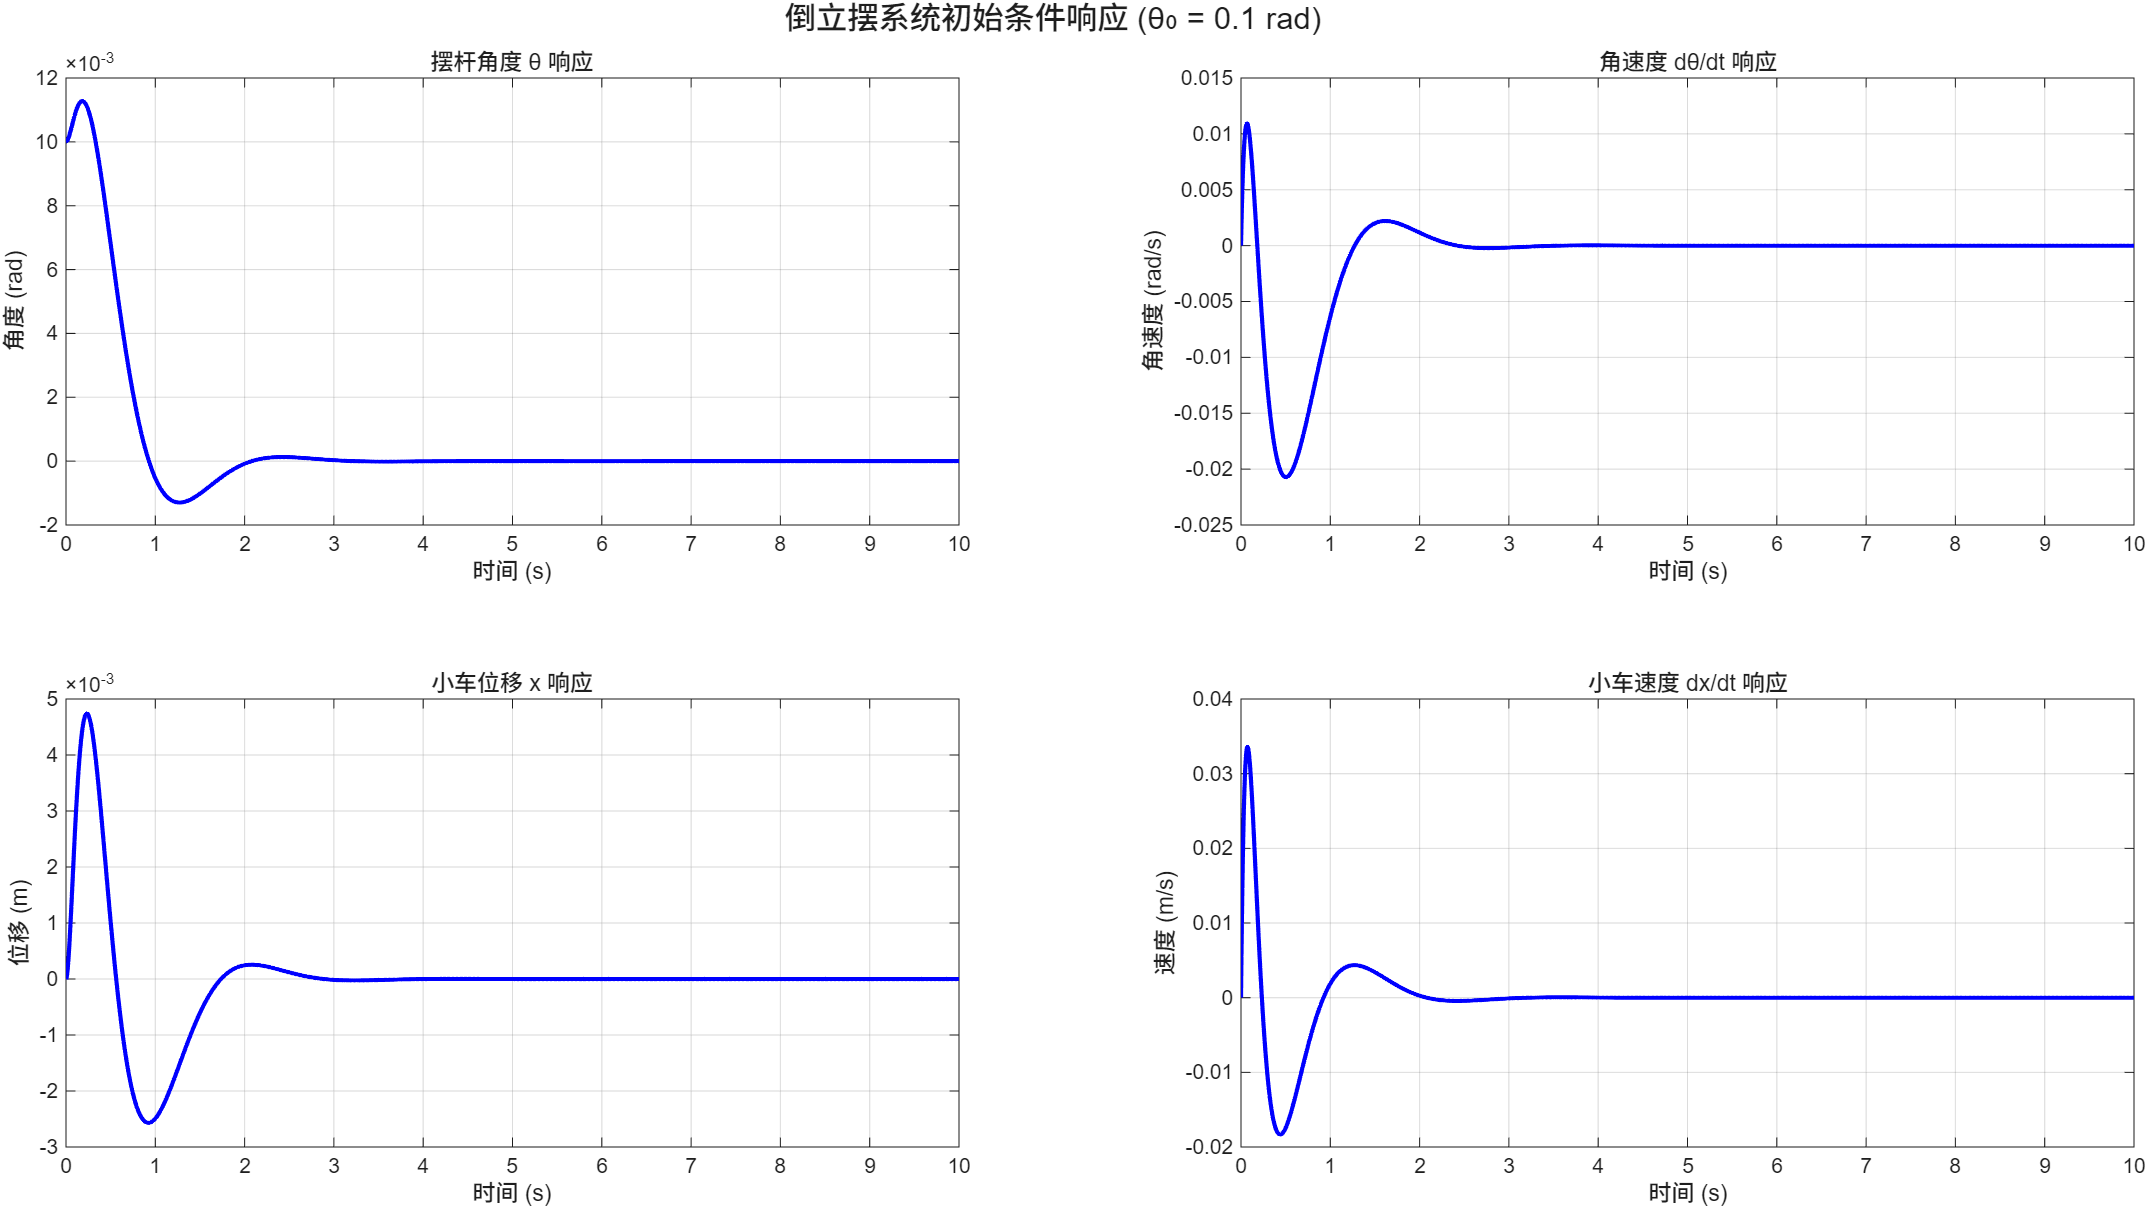 倒立摆系统初始条件响应 (θ₀ = 0.1 rad)
×10⁻³
摆杆角度 θ 响应
12
10
8
6
4
2
0
-2
角度 (rad)
0 1 2 3 4 5 6 7 8 9 10
时间 (s)
角速度 dθ/dt 响应
0.015
0.01
0.005
0
-0.005
-0.01
-0.015
-0.02
-0.025
角速度 (rad/s)
0 1 2 3 4 5 6 7 8 9 10
时间 (s)
×10⁻³
小车位移 x 响应
5
4
3
2
1
0
-1
-2
-3
位移 (m)
0 1 2 3 4 5 6 7 8 9 10
时间 (s)
小车速度 dx/dt 响应
0.04
0.03
0.02
0.01
0
-0.01
-0.02
速度 (m/s)
0 1 2 3 4 5 6 7 8 9 10
时间 (s)